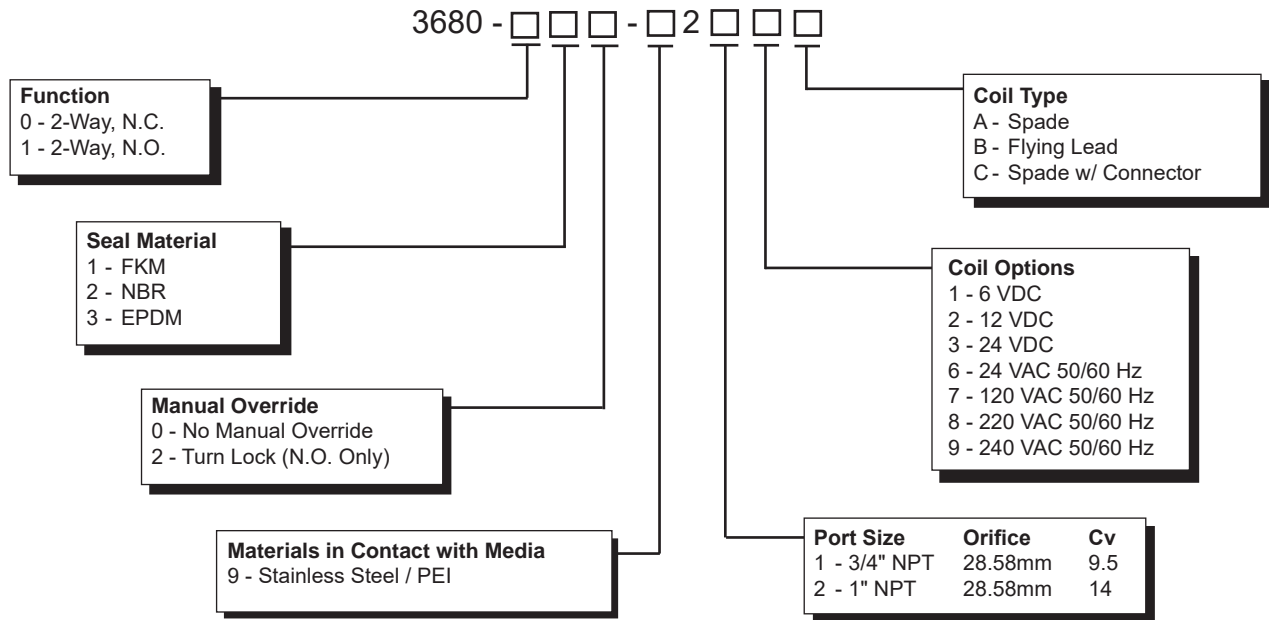 3680 - □ □ □ - □ 2 □ □ □
Function
0 - 2-Way, N.C.
1 - 2-Way, N.O.
Seal Material
1 - FKM
2 - NBR
3 - EPDM
Manual Override
0 - No Manual Override
2 - Turn Lock (N.O. Only)
Materials in Contact with Media
9 - Stainless Steel / PEI
Coil Type
A - Spade
B - Flying Lead
C - Spade w/ Connector
Coil Options
1 - 6 VDC
2 - 12 VDC
3 - 24 VDC
6 - 24 VAC 50/60 Hz
7 - 120 VAC 50/60 Hz
8 - 220 VAC 50/60 Hz
9 - 240 VAC 50/60 Hz
Port Size Orifice Cv
1 - 3/4" NPT 28.58mm 9.5
2 - 1" NPT 28.58mm 14